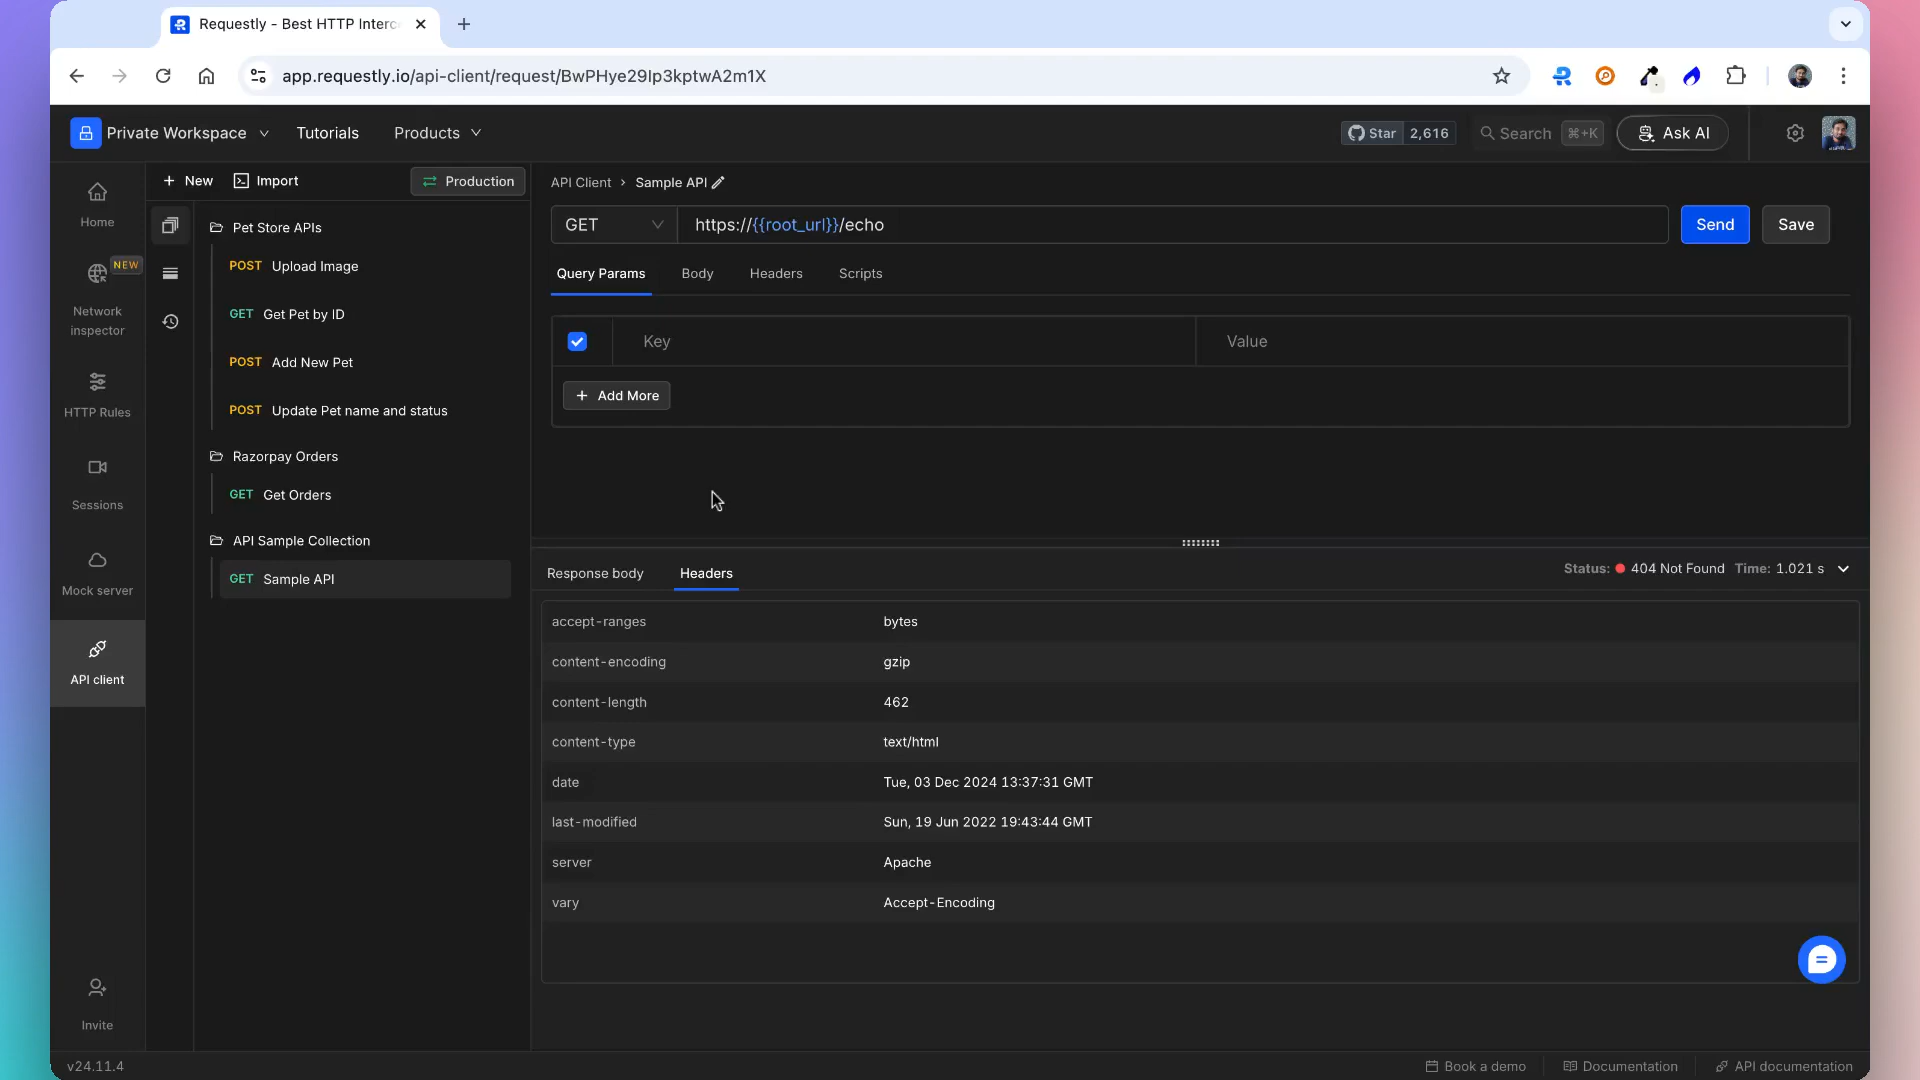 Requestly - Best HTTP Interc
app.requestly.io/api-client/request/BwPHye29Ip3kptwA2m1X
Private Workspace
Tutorials
Products
Star
2,616
Search
⌘+K
Ask AI
Home
NEW
Network
inspector
HTTP Rules
Sessions
Mock server
API client
Invite
+ New
Import
Production
Pet Store APIs
POST Upload Image
GET Get Pet by ID
POST Add New Pet
POST Update Pet name and status
Razorpay Orders
GET Get Orders
API Sample Collection
GET Sample API
API Client > Sample API
GET
https://{{root_url}}/echo
Send
Save
Query Params
Body
Headers
Scripts
Key
Value
+ Add More
Response body
Headers
Status: 404 Not Found Time: 1.021 s
accept-ranges bytes
content-encoding gzip
content-length 462
content-type text/html
date Tue, 03 Dec 2024 13:37:31 GMT
last-modified Sun, 19 Jun 2022 19:43:44 GMT
server Apache
vary Accept-Encoding
v24.11.4
Book a demo
Documentation
API documentation